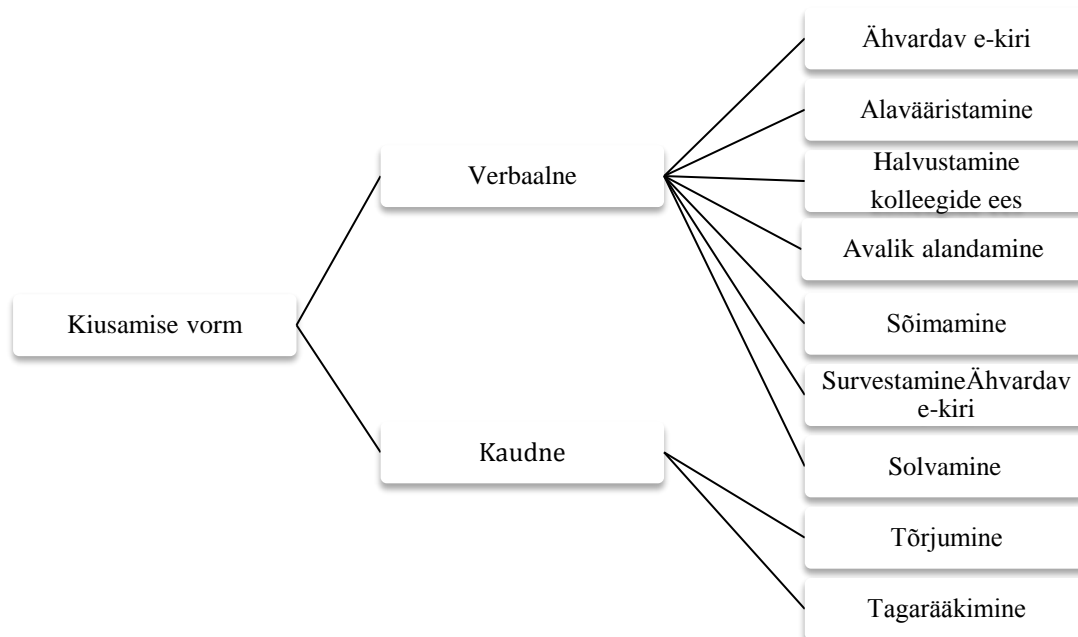 Ähvardav e-kiri
Alavääristamine
Verbaalne
Halvustamine
kolleegide ees
Avalik alandamine
Kiusamise vorm
Sõimamine
SurvestamineÄhvardav
e-kiri
Kaudne
Solvamine
Tõrjumine
Tagarääkimine